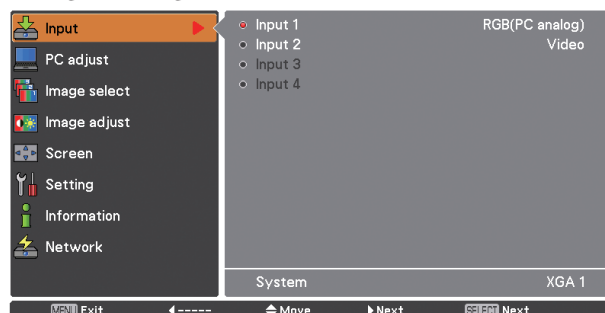 Input
PC adjust
Image select
Image adjust
Screen
Setting
Information
Network
Input 1 RGB(PC analog)
Input 2 Video
Input 3
Input 4
System XGA 1
MENU Exit ◀----- Move ▶Next SELECT Next